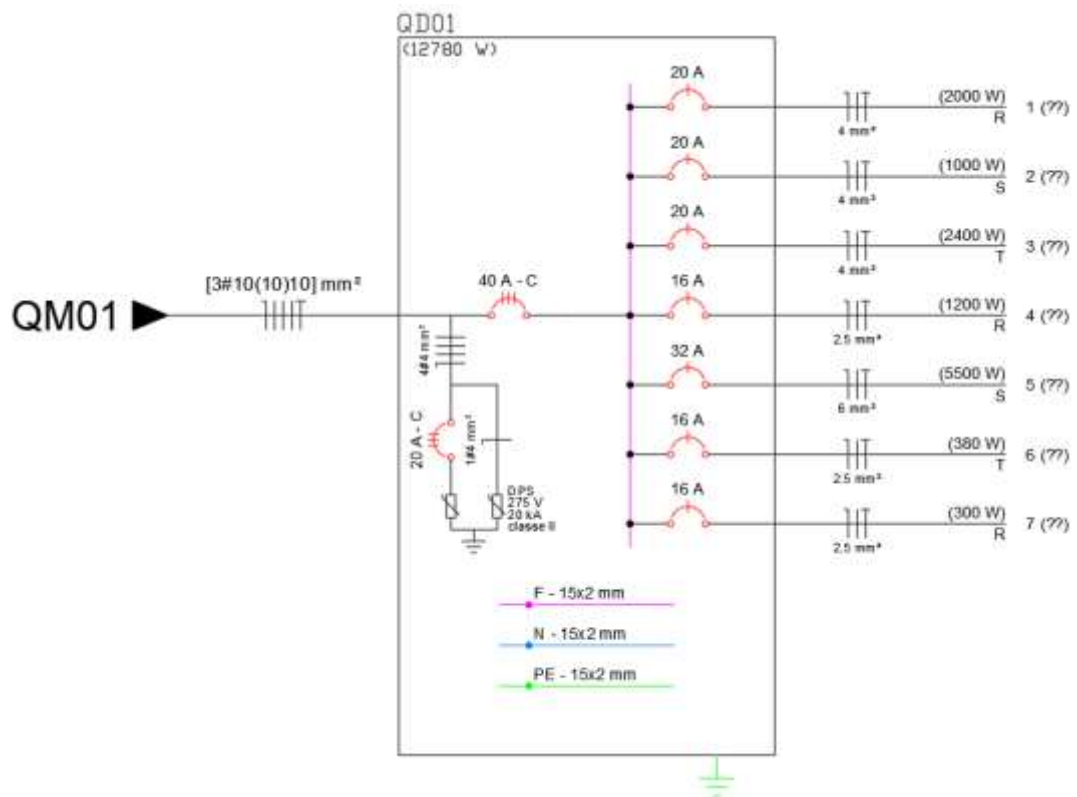 QD01
(12780 W)
20 A
(2000 W)
R
1 (??)
4 mm²
20 A
(1000 W)
S
2 (??)
4 mm²
20 A
(2400 W)
T
3 (??)
4 mm²
[3#10(10)10] mm²
QM01
40 A - C
16 A
(1200 W)
R
4 (??)
2.5 mm²
4#4 mm²
32 A
(5500 W)
S
5 (??)
6 mm²
20 A - C
1#4 mm²
16 A
(380 W)
T
6 (??)
2.5 mm²
DPS
275 V
20 kA
classe II
16 A
(300 W)
R
7 (??)
2.5 mm²
F - 15x2 mm
N - 15x2 mm
PE - 15x2 mm